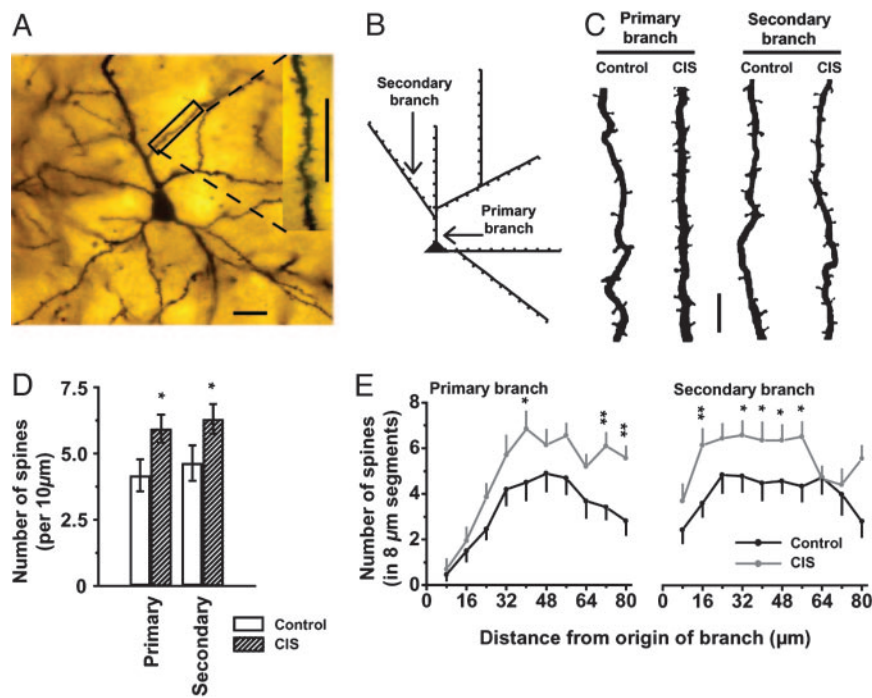 A
B
Secondary
branch
Primary
branch
C
Primary
branch
Secondary
branch
Control
CIS
Control
CIS
D
Number of spines
(per 10µm)
7.5
5
2.5
0
*
*
Primary
Secondary
Control
CIS
E
Primary branch
Secondary branch
Number of spines
(in 8 µm segments)
8
6
4
2
0
*
**
**
**
*
*
*
*
Control
CIS
0 16 32 48 64 80
0 16 32 48 64 80
Distance from origin of branch (µm)